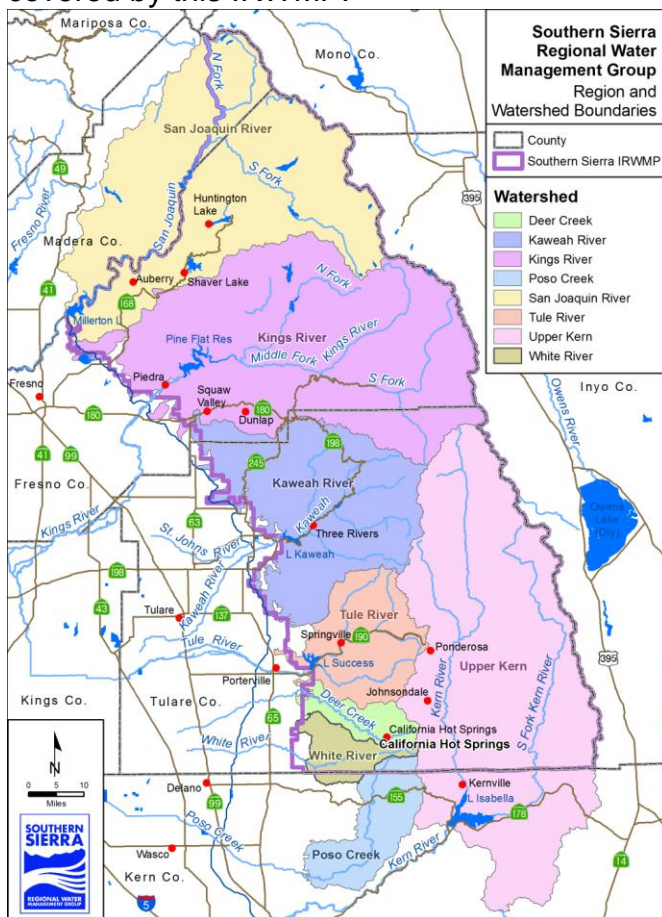 covered by this IRWMP.
Mariposa Co.
Mono Co.
Southern Sierra
Regional Water
Management Group
Region and
Watershed Boundaries
County
Southern Sierra IRWMP
Watershed
Deer Creek
Kaweah River
Kings River
Poso Creek
San Joaquin River
Tule River
Upper Kern
White River
N Fork
San Joaquin River
S Fork
395
49
Fresno River
Madera Co.
San Joaquin
Huntington
Lake
Auberry
Shaver Lake
41
168
Millerton L
N Fork
Kings River
Pine Flat Res
Middle Fork
Kings River
S Fork
Piedra
Fresno
Squaw
Valley
180
Dunlap
180
Inyo Co.
Owens River
41
99
198
245
Fresno Co.
Kaweah River
Kaweah
Kings River
63
St. Johns River
Three Rivers
L Kaweah
Owens
Lake
(Dry)
198
43
Tulare
137
Kaweah River
Tule River
Tule River
Springville
190
Ponderosa
Upper Kern
L Success
Porterville
395
Kings Co.
Tulare Co.
65
Johnsondale
Kern River
S Fork Kern River
Deer Creek
California Hot Springs
California Hot Springs
White River
White River
N
0 5 10
Miles
Delano
99
155
Kernville
L Isabella
178
Poso Creek
Poso Creek
Kern River
Wasco
Kern Co.
5
14
SOUTHERN
SIERRA
REGIONAL WATER
MANAGEMENT GROUP